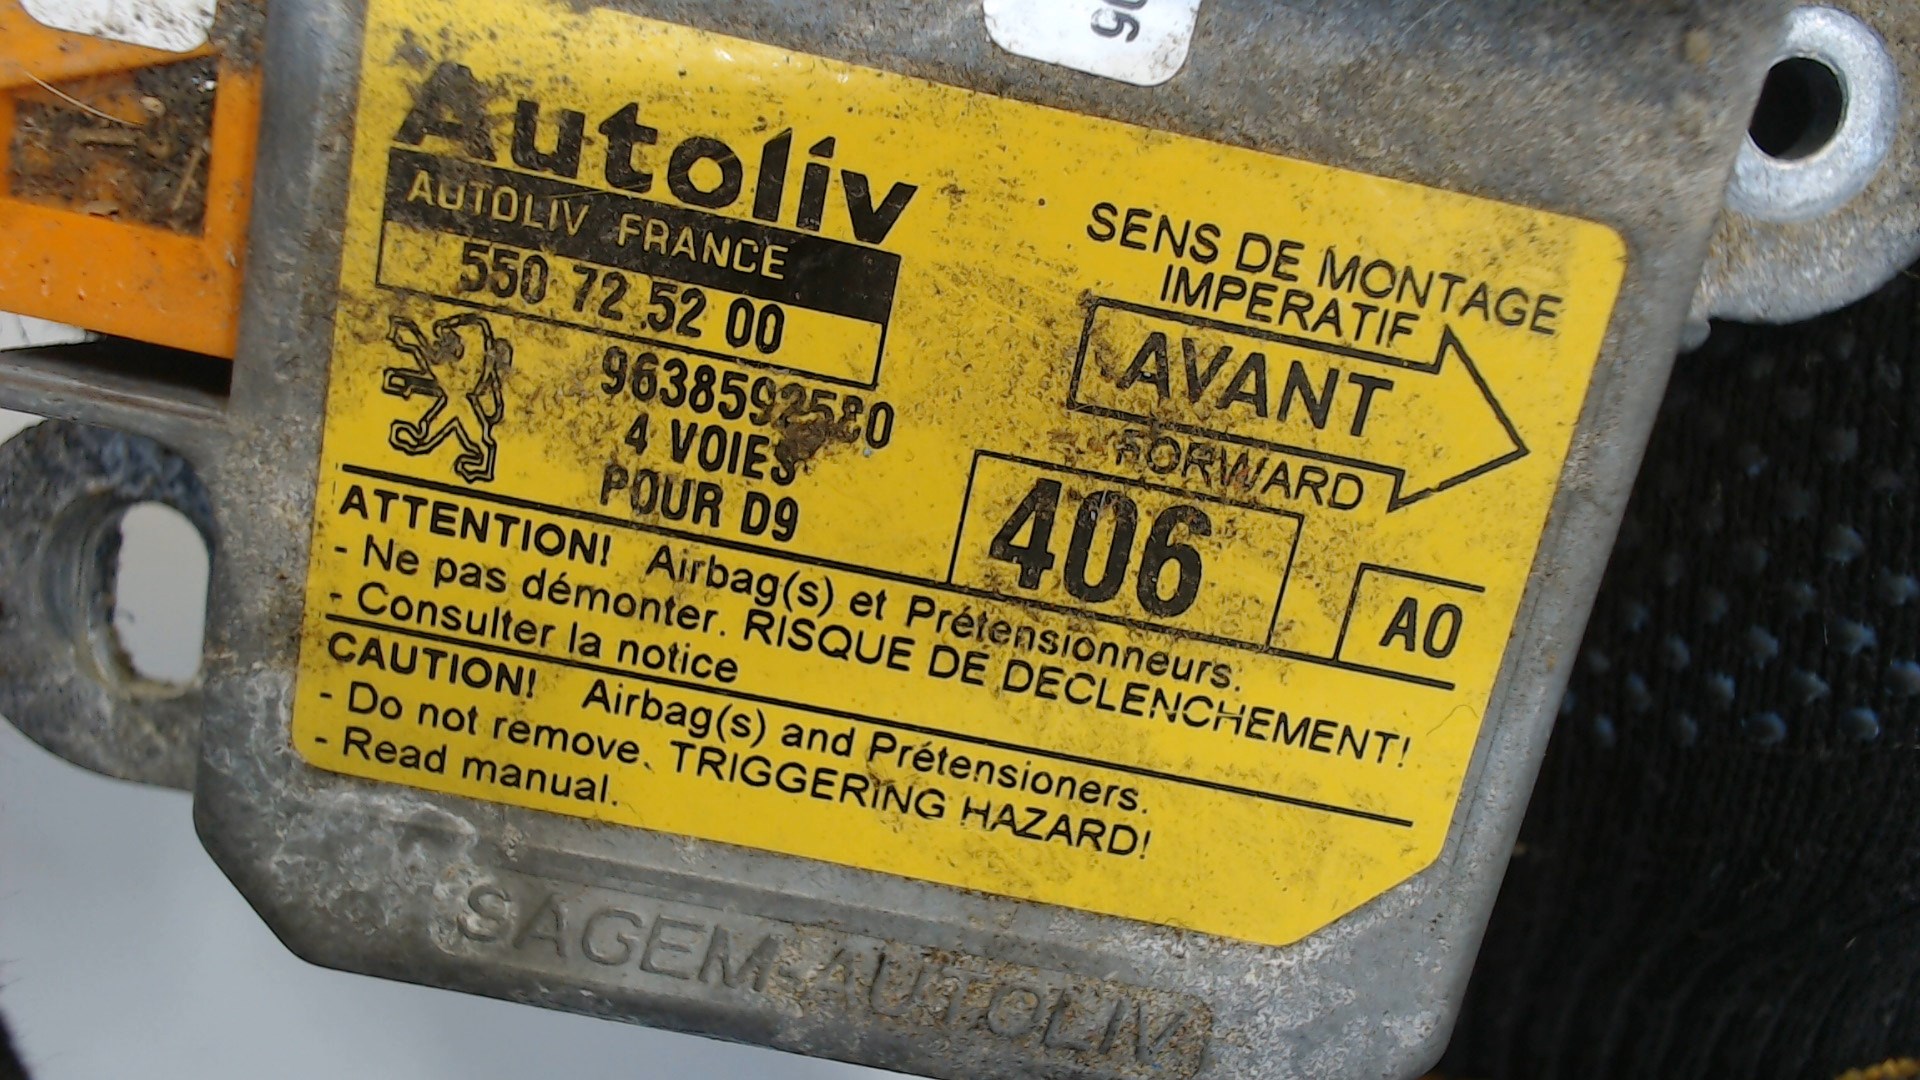 05
Autoliv
AUTOLIV FRANCE
550 72 52 00
9638592580
4 VOIES
POUR D9
SENS DE MONTAGE
IMPERATIF
AVANT
FORWARD
406
A0
ATTENTION! Airbag(s) et Prétensionneurs.
- Ne pas démonter. RISQUE DE DECLENCHEMENT!
- Consulter la notice
CAUTION! Airbag(s) and Prétensioners.
- Do not remove. TRIGGERING HAZARD!
- Read manual.
SAGEM-AUTOLIV